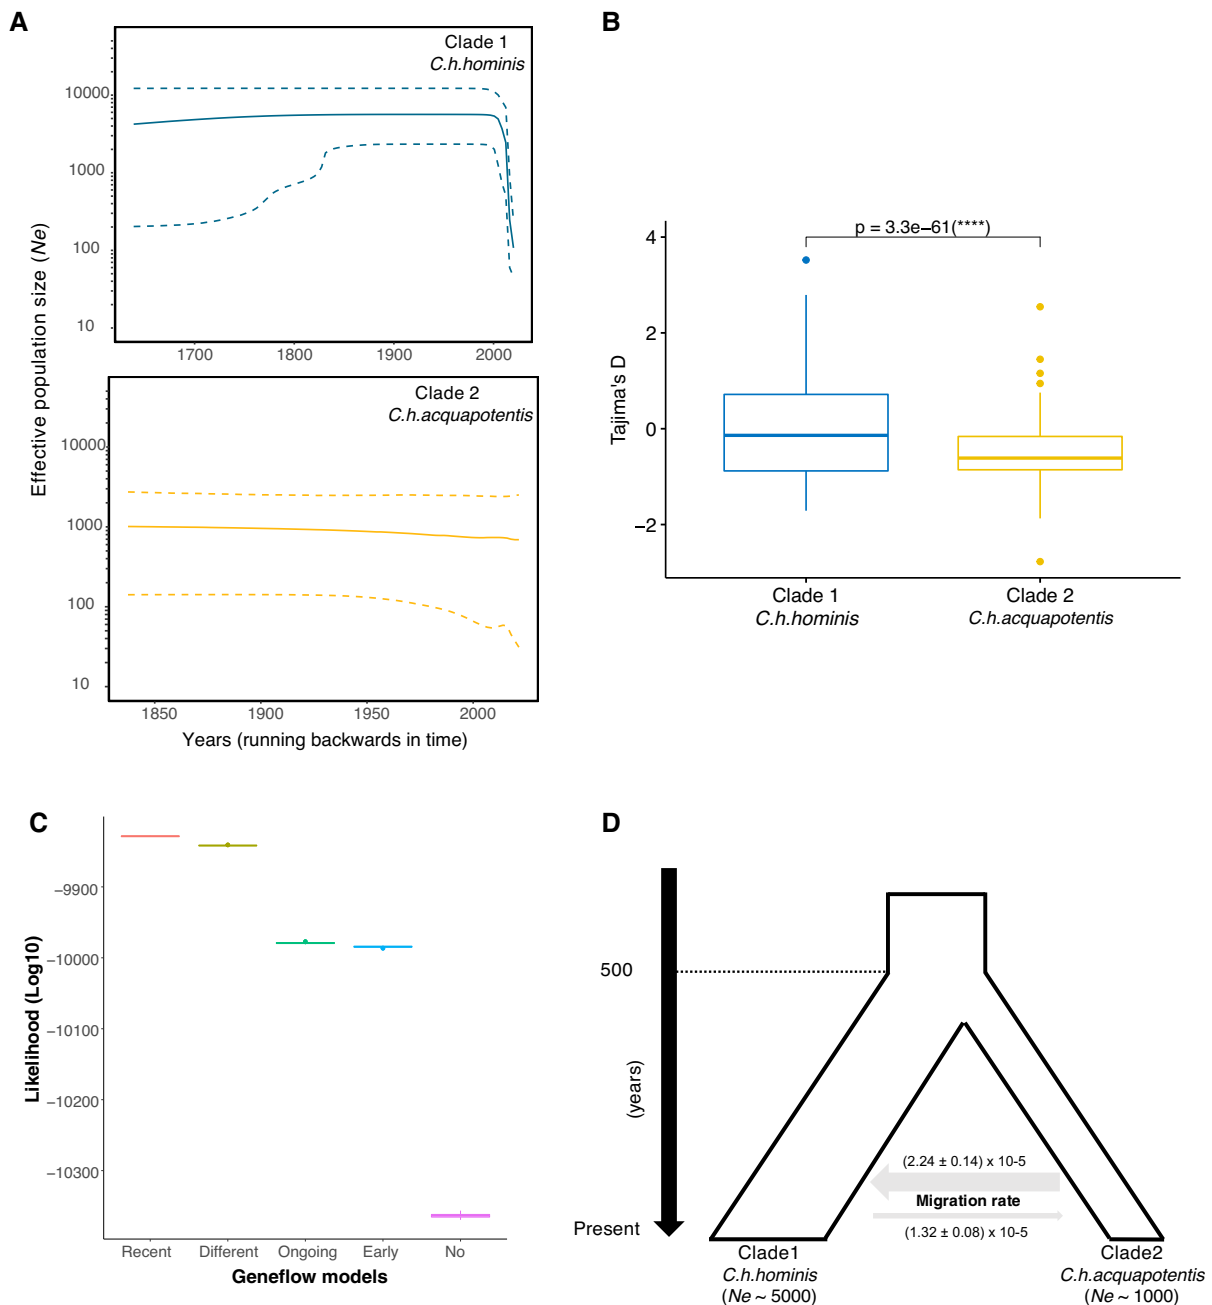 A
Clade 1
C.h.hominis
10000
1000
100
10
1700 1800 1900 2000
Effective population size (Ne)
Clade 2
C.h.acquapotentis
10000
1000
100
10
1850 1900 1950 2000
Years (running backwards in time)
B
p = 3.3e−61(****)
4
2
0
−2
Tajima's D
Clade 1
C.h.hominis
Clade 2
C.h.acquapotentis
C
−9900
−10000
−10100
−10200
−10300
Likelihood (Log10)
Recent Different Ongoing Early No
Geneflow models
D
500
(years)
Present
(2.24 ± 0.14) x 10-5
Migration rate
(1.32 ± 0.08) x 10-5
Clade1
C.h.hominis
(Ne ~ 5000)
Clade2
C.h.acquapotentis
(Ne ~ 1000)